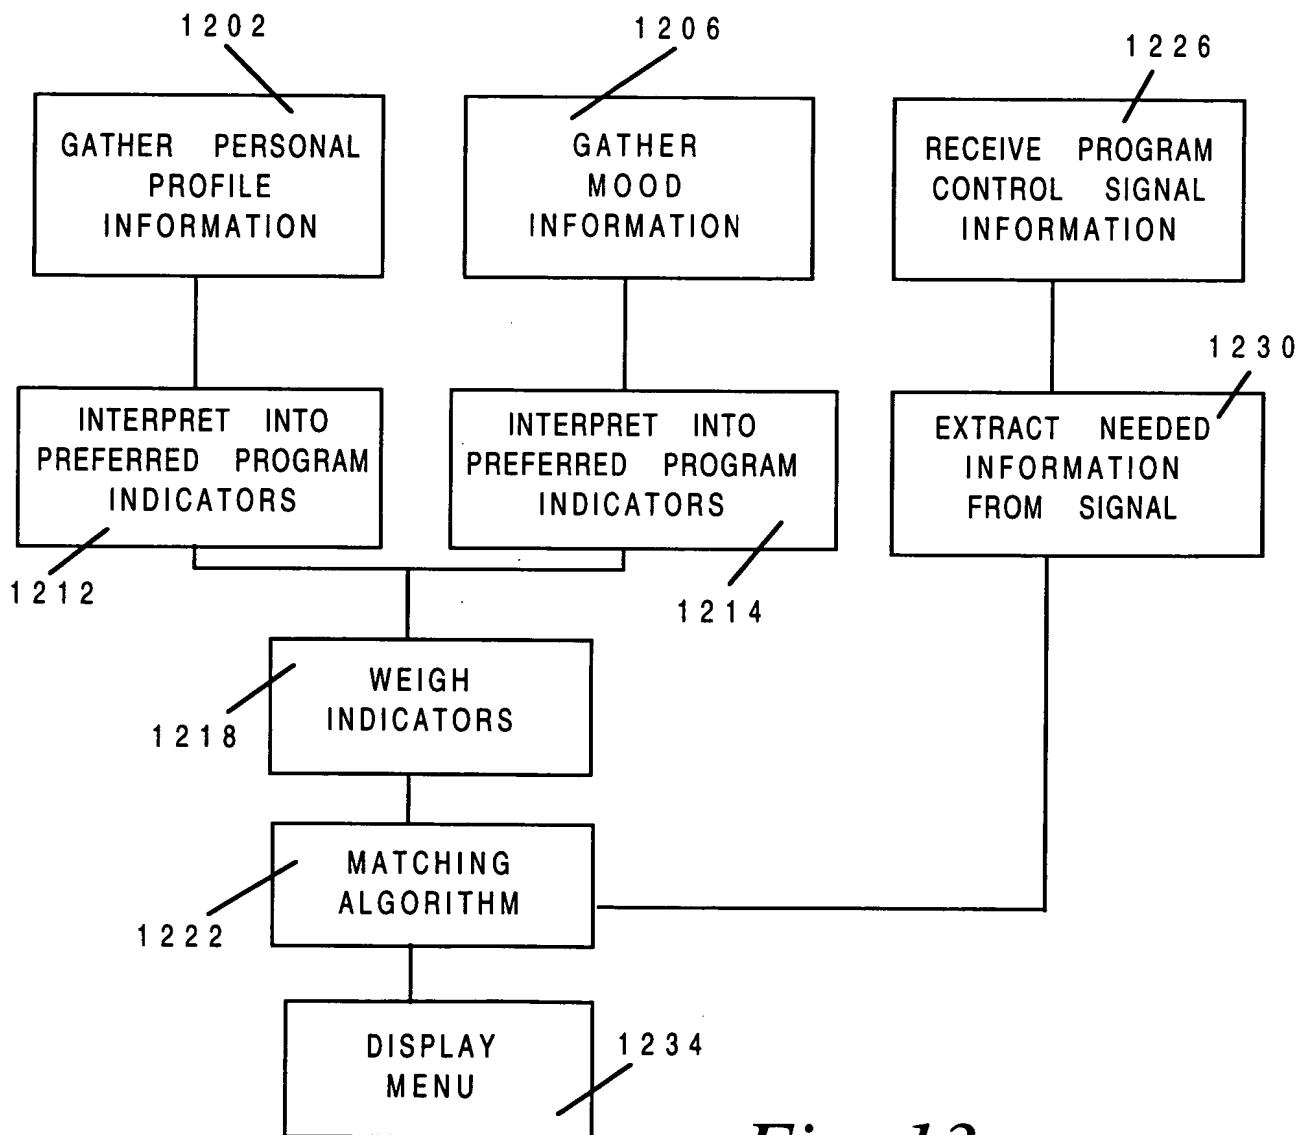 1202
1206
1226
GATHER PERSONAL
PROFILE
INFORMATION
GATHER
MOOD
INFORMATION
RECEIVE PROGRAM
CONTROL SIGNAL
INFORMATION
1230
INTERPRET INTO
PREFERRED PROGRAM
INDICATORS
INTERPRET INTO
PREFERRED PROGRAM
INDICATORS
EXTRACT NEEDED
INFORMATION
FROM SIGNAL
1212
1214
WEIGH
INDICATORS
1218
MATCHING
ALGORITHM
1222
DISPLAY
MENU
1234